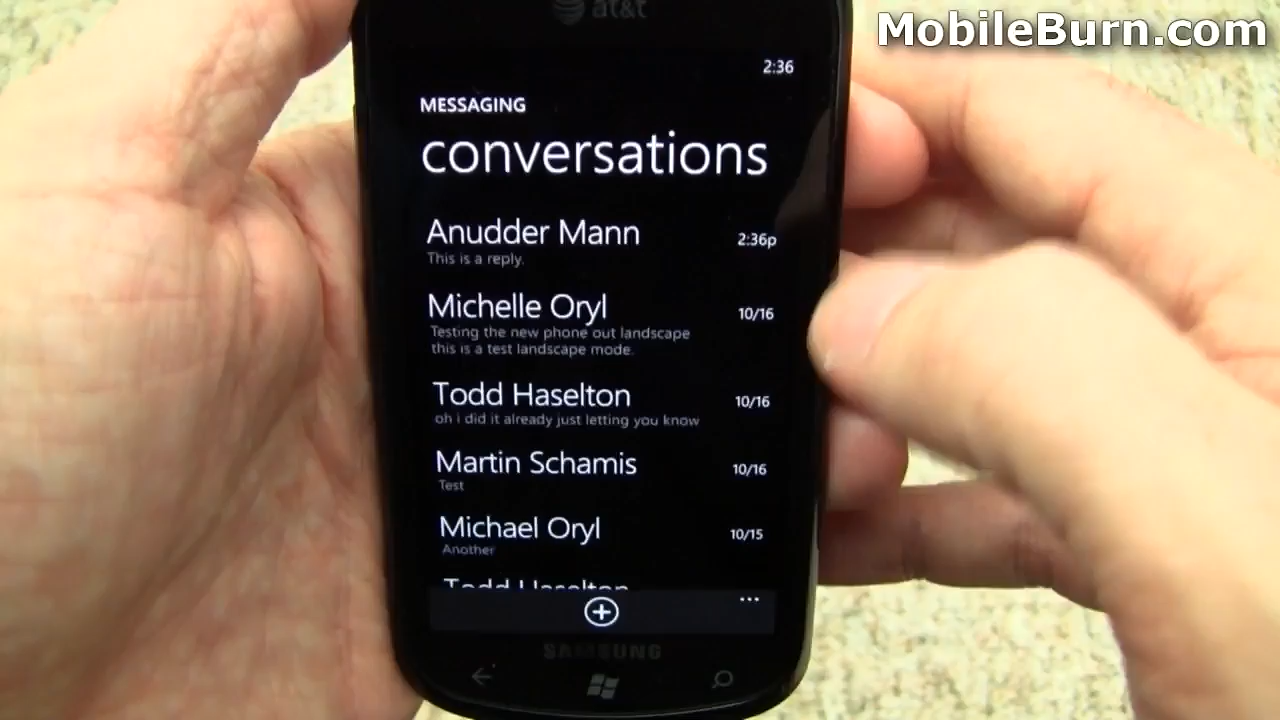 at&t
MobileBurn.com
2:36
MESSAGING
conversations
Anudder Mann
2:36p
This is a reply.
Michelle Oryl
10/16
Testing the new phone out landscape
this is a test landscape mode.
Todd Haselton
10/16
oh i did it already just letting you know
Martin Schamis
10/16
Test
Michael Oryl
10/15
Another
Todd Haselton
...
SAMSUNG